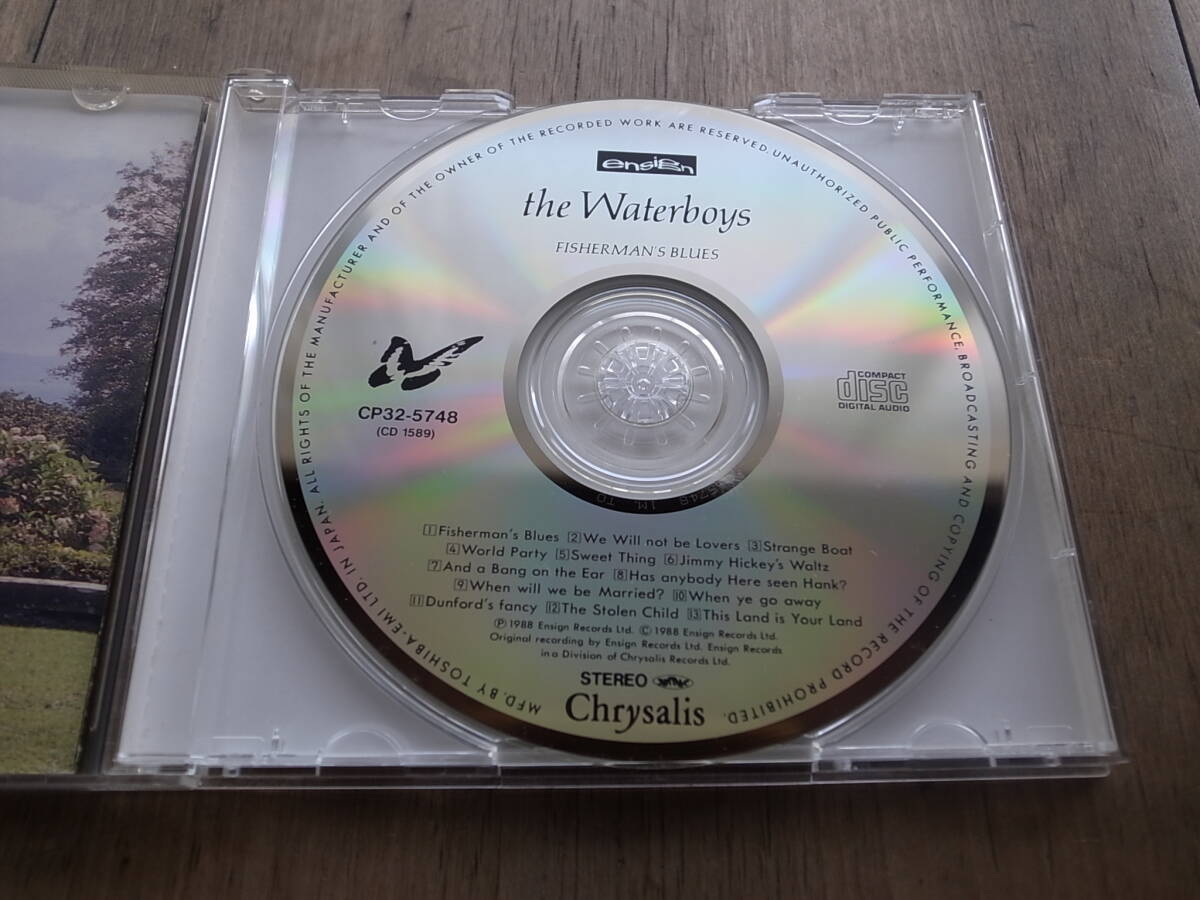 ensign
the Waterboys
FISHERMAN'S BLUES
CP32-5748
(CD 1589)
COMPACT
disc
DIGITAL AUDIO
1 Fisherman's Blues 2 We Will not be Lovers 3 Strange Boat
4 World Party 5 Sweet Thing 6 Jimmy Hickey's Waltz
7 And a Bang on the Ear 8 Has anybody Here seen Hank?
9 When will we be Married? 10 When ye go away
11 Dunford's fancy 12 The Stolen Child 13 This Land is Your Land
Ⓟ 1988 Ensign Records Ltd. © 1988 Ensign Records Ltd.
Original recording by Ensign Records Ltd. Ensign Records
in a Division of Chrysalis Records Ltd.
STEREO
Chrysalis
MFD. BY TOSHIBA-EMI LTD. IN JAPAN. ALL RIGHTS OF THE MANUFACTURER AND OF THE OWNER OF THE RECORDED WORK ARE RESERVED. UNAUTHORIZED PUBLIC PERFORMANCE, BROADCASTING AND COPYING OF THE RECORD PROHIBITED.